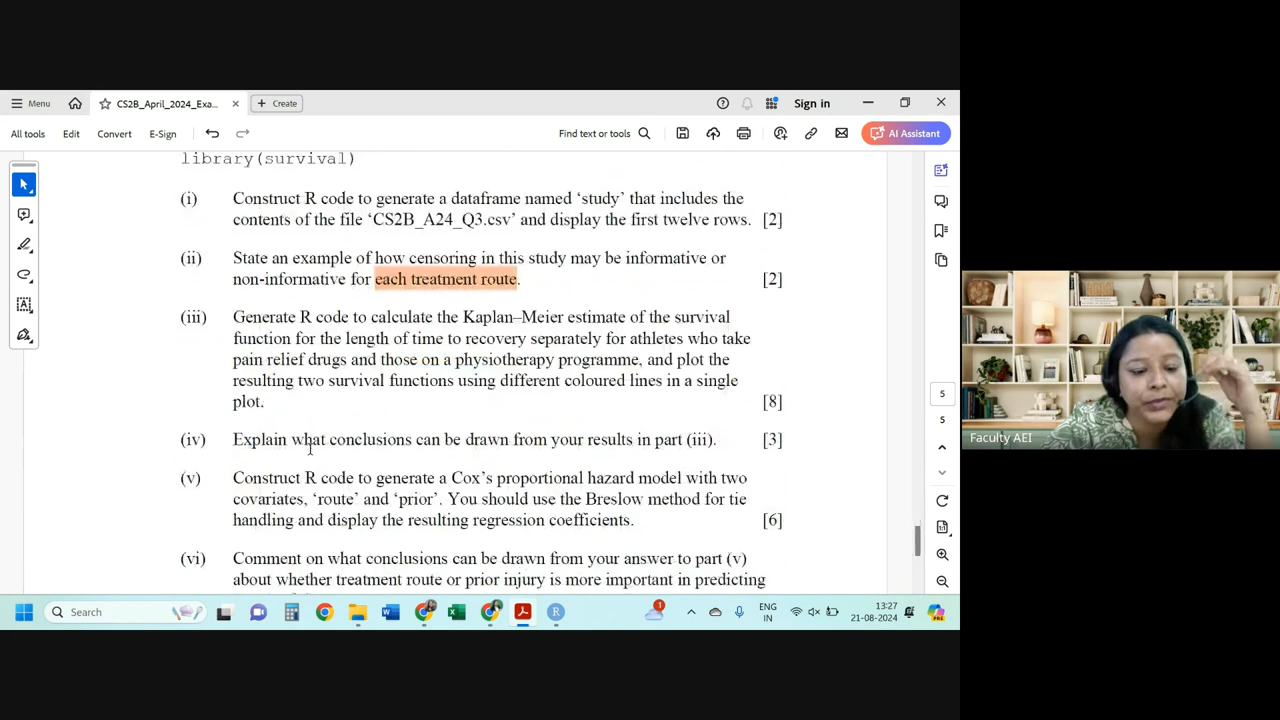 Menu
CS2B_April_2024_Exa...
Create
Sign in
All tools
Edit
Convert
E-Sign
Find text or tools
AI Assistant
library(survival)
(i) Construct R code to generate a dataframe named ‘study’ that includes the
contents of the file ‘CS2B_A24_Q3.csv’ and display the first twelve rows. [2]
(ii) State an example of how censoring in this study may be informative or
non-informative for each treatment route. [2]
(iii) Generate R code to calculate the Kaplan–Meier estimate of the survival
function for the length of time to recovery separately for athletes who take
pain relief drugs and those on a physiotherapy programme, and plot the
resulting two survival functions using different coloured lines in a single
plot. [8]
(iv) Explain what conclusions can be drawn from your results in part (iii). [3]
(v) Construct R code to generate a Cox’s proportional hazard model with two
covariates, ‘route’ and ‘prior’. You should use the Breslow method for tie
handling and display the resulting regression coefficients. [6]
(vi) Comment on what conclusions can be drawn from your answer to part (v)
about whether treatment route or prior injury is more important in predicting
5
5
Faculty AEI
Search
1
ENG
IN
13:27
21-08-2024